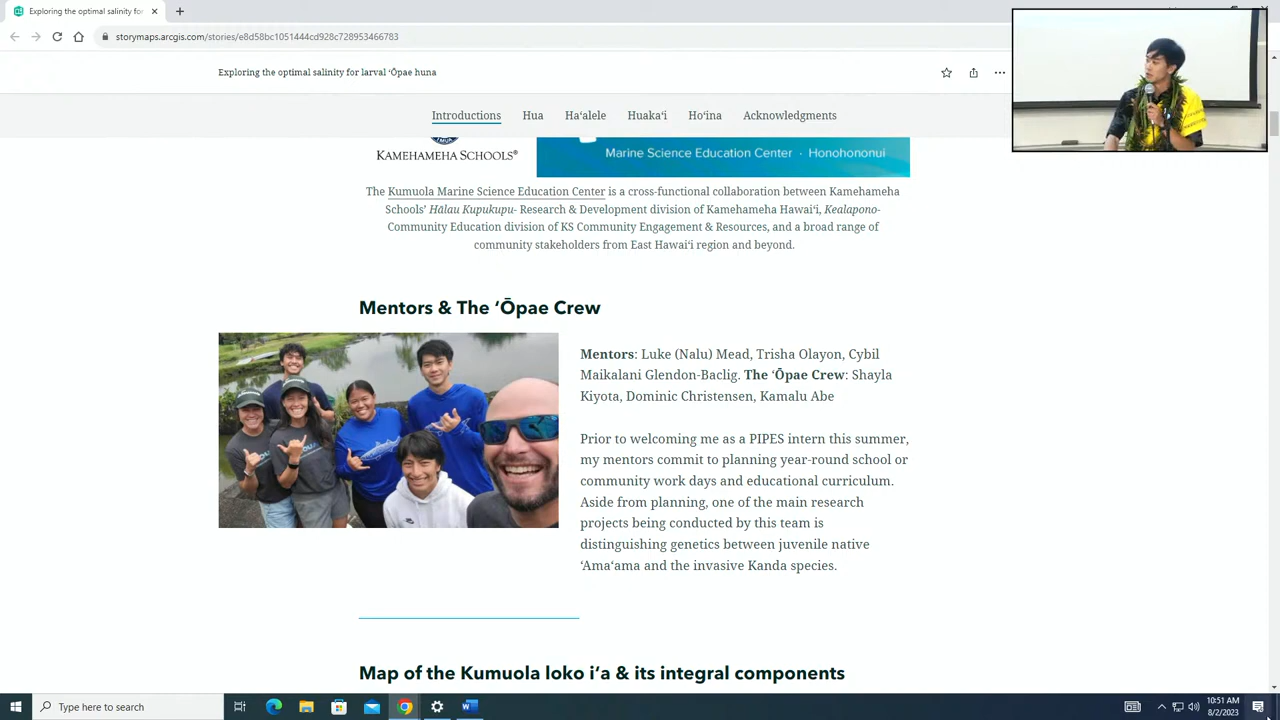 Exploring the optimal salinity for
storymaps.arcgis.com/stories/e8d58bc1051444cd928c728953466783
Exploring the optimal salinity for larval ʻŌpae huna
Introductions
Hua
Haʻalele
Huakaʻi
Hoʻina
Acknowledgments
KAMEHAMEHA SCHOOLS®
Marine Science Education Center · Honohononui
The Kumuola Marine Science Education Center is a cross-functional collaboration between Kamehameha
Schools’ Hālau Kupukupu- Research & Development division of Kamehameha Hawaiʻi, Kealapono-
Community Education division of KS Community Engagement & Resources, and a broad range of
community stakeholders from East Hawaiʻi region and beyond.
Mentors & The ʻŌpae Crew
Mentors: Luke (Nalu) Mead, Trisha Olayon, Cybil
Maikalani Glendon-Baclig. The ʻŌpae Crew: Shayla
Kiyota, Dominic Christensen, Kamalu Abe
Prior to welcoming me as a PIPES intern this summer,
my mentors commit to planning year-round school or
community work days and educational curriculum.
Aside from planning, one of the main research
projects being conducted by this team is
distinguishing genetics between juvenile native
ʻAmaʻama and the invasive Kanda species.
Map of the Kumuola loko i’a & its integral components
Type here to search
10:51 AM
8/2/2023